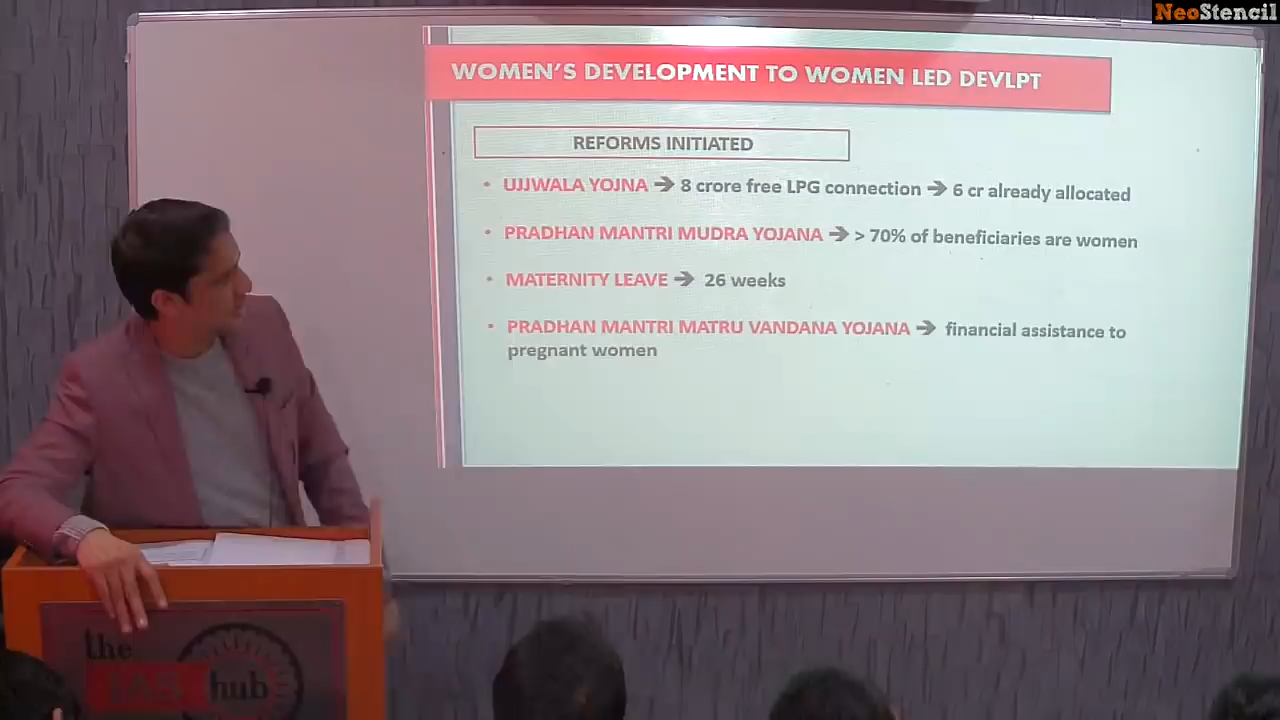 NeoStencil
WOMEN'S DEVELOPMENT TO WOMEN LED DEVLPT
REFORMS INITIATED
• UJJWALA YOJNA ➔ 8 crore free LPG connection ➔ 6 cr already allocated
• PRADHAN MANTRI MUDRA YOJANA ➔ > 70% of beneficiaries are women
• MATERNITY LEAVE ➔ 26 weeks
• PRADHAN MANTRI MATRU VANDANA YOJANA ➔ financial assistance to
pregnant women
the
IAS hub